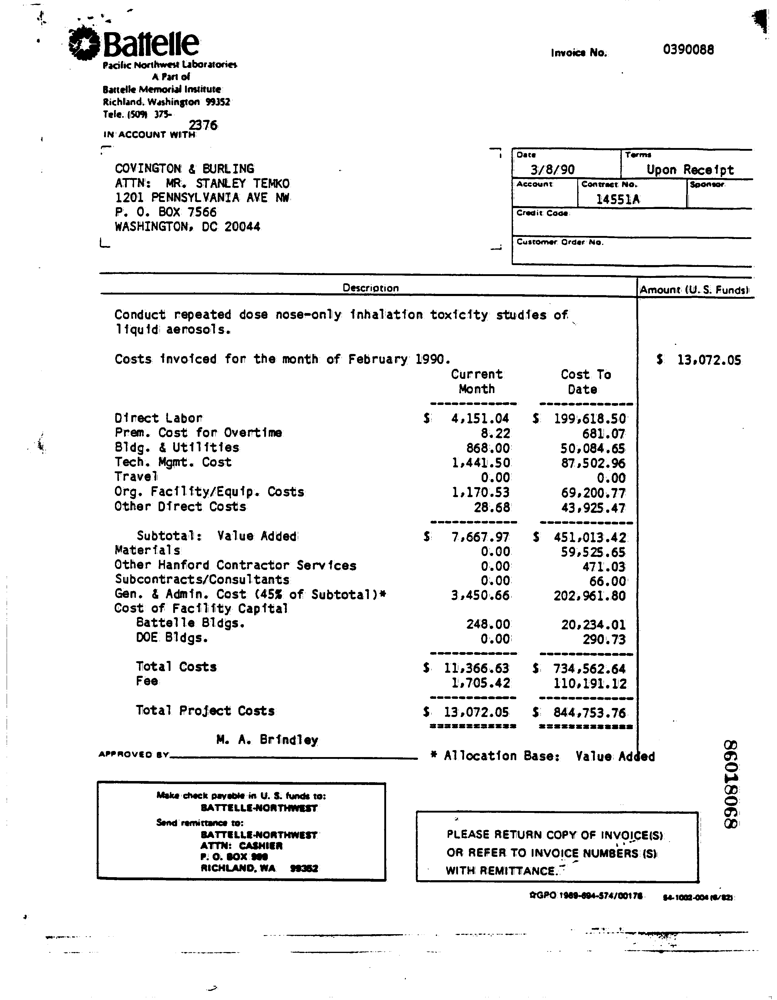 Battelle
Pacific Northwest Laboratories
A Part of
Battelle Memorial Institute
Richland, Washington 99352
Tele. (509) 375-
2376
IN ACCOUNT WITH
Invoice No. 0390088
COVINGTON & BURLING
ATTN: MR. STANLEY TEMKO
1201 PENNSYLVANIA AVE NW
P. O. BOX 7566
WASHINGTON, DC 20044
Date Terms
3/8/90 Upon Receipt
Account Contract No. Sponsor
14551A
Credit Code
Customer Order No.
Description Amount (U. S. Funds)
Conduct repeated dose nose-only inhalation toxicity studies of
liquid aerosols.
Costs invoiced for the month of February 1990. $ 13,072.05
Current Cost To
Month Date
Direct Labor $ 4,151.04 $ 199,618.50
Prem. Cost for Overtime 8.22 681.07
Bldg. & Utilities 868.00 50,084.65
Tech. Mgmt. Cost 1,441.50 87,502.96
Travel 0.00 0.00
Org. Facility/Equip. Costs 1,170.53 69,200.77
Other Direct Costs 28.68 43,925.47
Subtotal: Value Added $ 7,667.97 $ 451,013.42
Materials 0.00 59,525.65
Other Hanford Contractor Services 0.00 471.03
Subcontracts/Consultants 0.00 66.00
Gen. & Admin. Cost (45% of Subtotal)* 3,450.66 202,961.80
Cost of Facility Capital
Battelle Bldgs. 248.00 20,234.01
DOE Bldgs. 0.00 290.73
Total Costs $ 11,366.63 $ 734,562.64
Fee 1,705.42 110,191.12
Total Project Costs $ 13,072.05 $ 844,753.76
M. A. Brindley
APPROVED BY
* Allocation Base: Value Added
86018068
Make check payable in U. S. funds to:
BATTELLE-NORTHWEST
Send remittance to:
BATTELLE-NORTHWEST
ATTN: CASHIER
P. O. BOX 999
RICHLAND, WA 99352
PLEASE RETURN COPY OF INVOICE(S)
OR REFER TO INVOICE NUMBERS (S)
WITH REMITTANCE.
☆GPO 1989-694-574/00176 54-1002-004 (6/82)